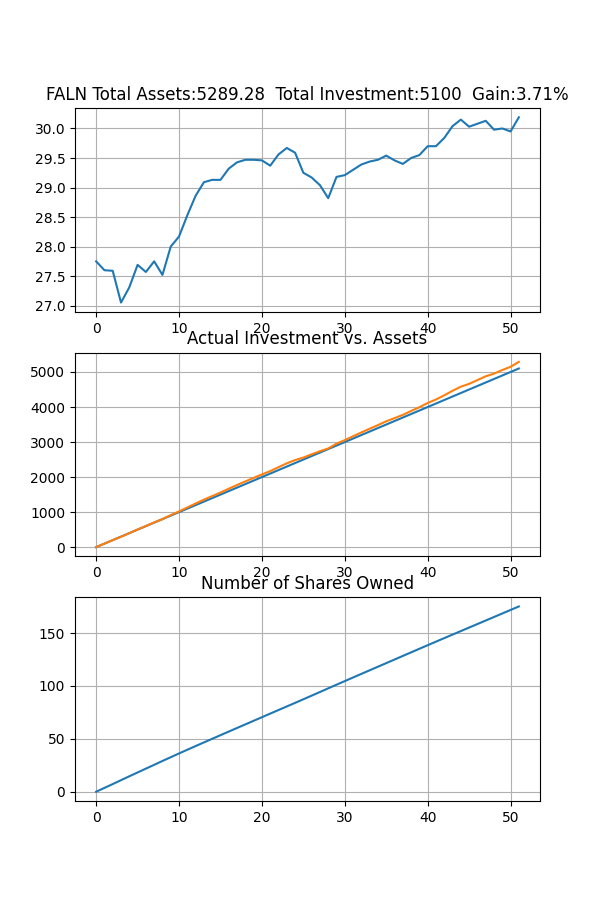 FALN Total Assets:5289.28  Total Investment:5100  Gain:3.71%
30.0
29.5
29.0
28.5
28.0
27.5
27.0
0 10 20 30 40 50
Actual Investment vs. Assets
5000
4000
3000
2000
1000
0
0 10 20 30 40 50
Number of Shares Owned
150
100
50
0
0 10 20 30 40 50